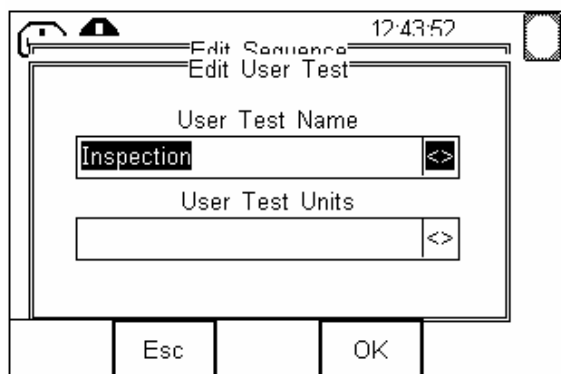 12:43:52
Edit Sequence
Edit User Test
User Test Name
Inspection <>
User Test Units
<>
Esc OK